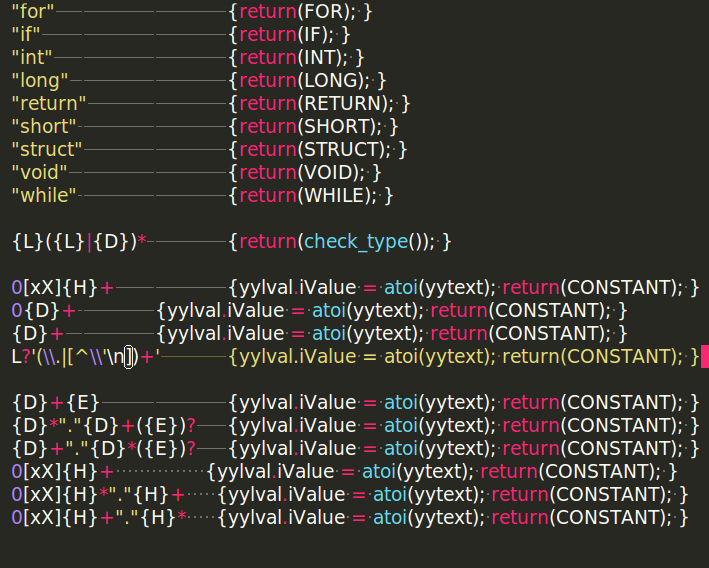 "for" {return(FOR); }
"if" {return(IF); }
"int" {return(INT); }
"long" {return(LONG); }
"return" {return(RETURN); }
"short" {return(SHORT); }
"struct" {return(STRUCT); }
"void" {return(VOID); }
"while" {return(WHILE); }
{L}({L}|{D})* {return(check_type()); }
0[xX]{H}+ {yylval.iValue = atoi(yytext); return(CONSTANT); }
0{D}+ {yylval.iValue = atoi(yytext); return(CONSTANT); }
{D}+ {yylval.iValue = atoi(yytext); return(CONSTANT); }
L?'(\\.|[^\\'\n])+' {yylval.iValue = atoi(yytext); return(CONSTANT); }
{D}+{E} {yylval.iValue = atoi(yytext); return(CONSTANT); }
{D}*"."{D}+({E})? {yylval.iValue = atoi(yytext); return(CONSTANT); }
{D}+"."{D}*({E})? {yylval.iValue = atoi(yytext); return(CONSTANT); }
0[xX]{H}+ {yylval.iValue = atoi(yytext); return(CONSTANT); }
0[xX]{H}*"."{H}+ {yylval.iValue = atoi(yytext); return(CONSTANT); }
0[xX]{H}+"."{H}* {yylval.iValue = atoi(yytext); return(CONSTANT); }